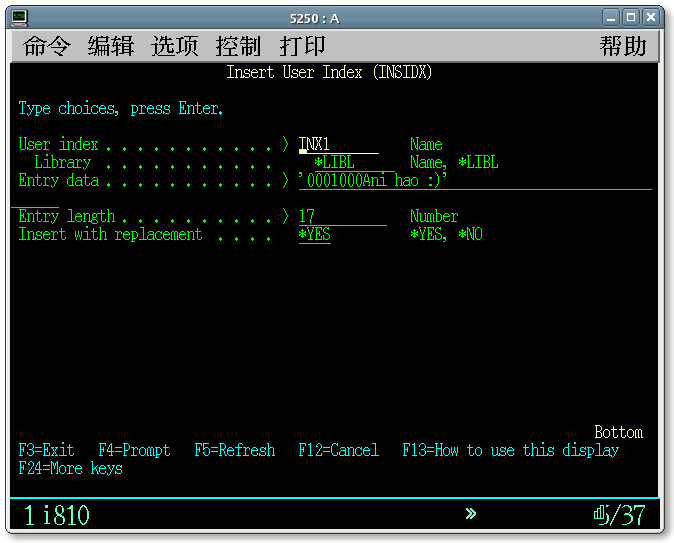 5250 : A
命令 编辑 选项 控制 打印 帮助
Insert User Index (INSIDX)
Type choices, press Enter.
User index . . . . . . . . . . . > INX1 Name
Library . . . . . . . . . . . *LIBL Name, *LIBL
Entry data . . . . . . . . . . . > '0001000Ani hao :)'
Entry length . . . . . . . . . . > 17 Number
Insert with replacement . . . . *YES *YES, *NO
Bottom
F3=Exit F4=Prompt F5=Refresh F12=Cancel F13=How to use this display
F24=More keys
1 i810 » /37